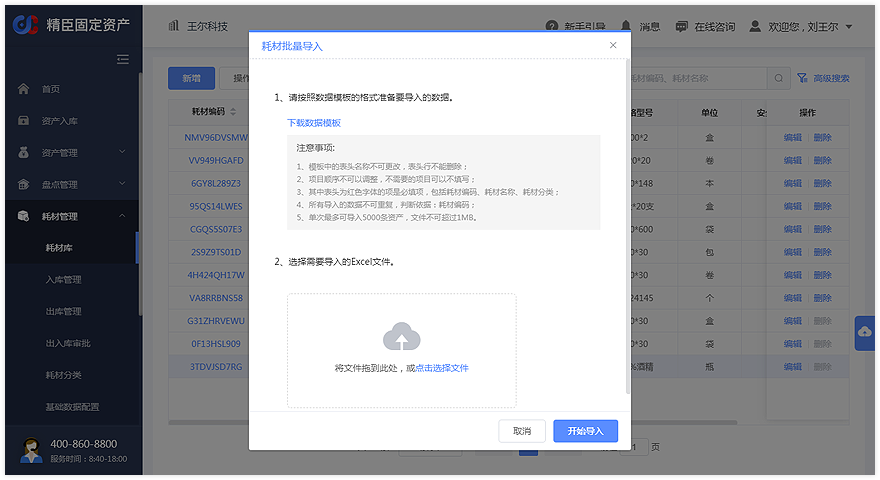 精臣固定资产
王尔科技
新手引导
消息
在线咨询
欢迎您，刘王尔
首页
资产入库
资产管理
盘点管理
耗材管理
耗材库
入库管理
出库管理
出入库审批
耗材分类
基础数据配置
400-860-8800
服务时间：8:40-18:00
新增
耗材编码、耗材名称
高级搜索
耗材编码
单位
操作
NMV96DVSMW
00*2
盒
编辑 删除
VV949HGAFD
0*20
卷
编辑 删除
6GY8L289Z3
0*148
本
编辑 删除
95QS14LWES
*20支
盒
编辑 删除
CGQS5S07E3
0*600
袋
编辑 删除
2S9Z9TS01D
0*30
包
编辑 删除
4H424QH17W
0*30
卷
编辑 删除
VA8RRBNS58
24145
个
编辑 删除
G31ZHRVEWU
0*30
盒
编辑 删除
0F13HSL909
0*30
袋
编辑 删除
3TDVJSD7RG
%酒精
瓶
编辑 删除
1
页
耗材批量导入
1、请按照数据模板的格式准备要导入的数据。
下载数据模板
注意事项:
1、模板中的表头名称不可更改，表头行不能删除；
2、项目顺序不可以调整，不需要的项目可以不填写；
3、其中表头为红色字体的项是必填项，包括耗材编码、耗材名称、耗材分类；
4、所有导入的数据不可重复，判断依据：耗材编码；
5、单次最多可导入5000条资产，文件不可超过1MB。
2、选择需要导入的Excel文件。
将文件拖到此处，或点击选择文件
取消
开始导入